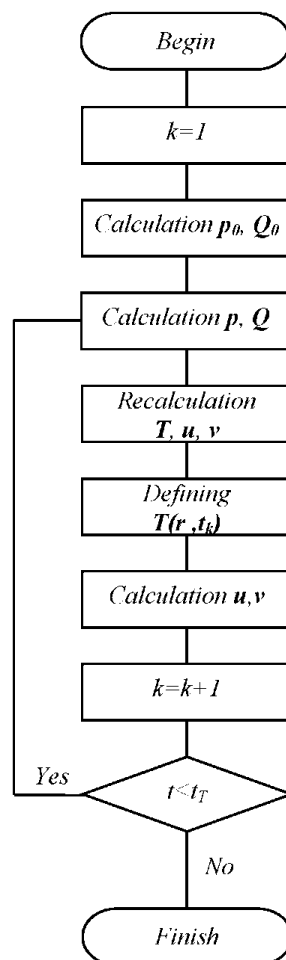 Begin
k=1
Calculation p₀, Q₀
Calculation p, Q
Recalculation
T, u, v
Defining
T(r ,tₖ)
Calculation u,v
k=k+1
Yes
t<t_T
No
Finish